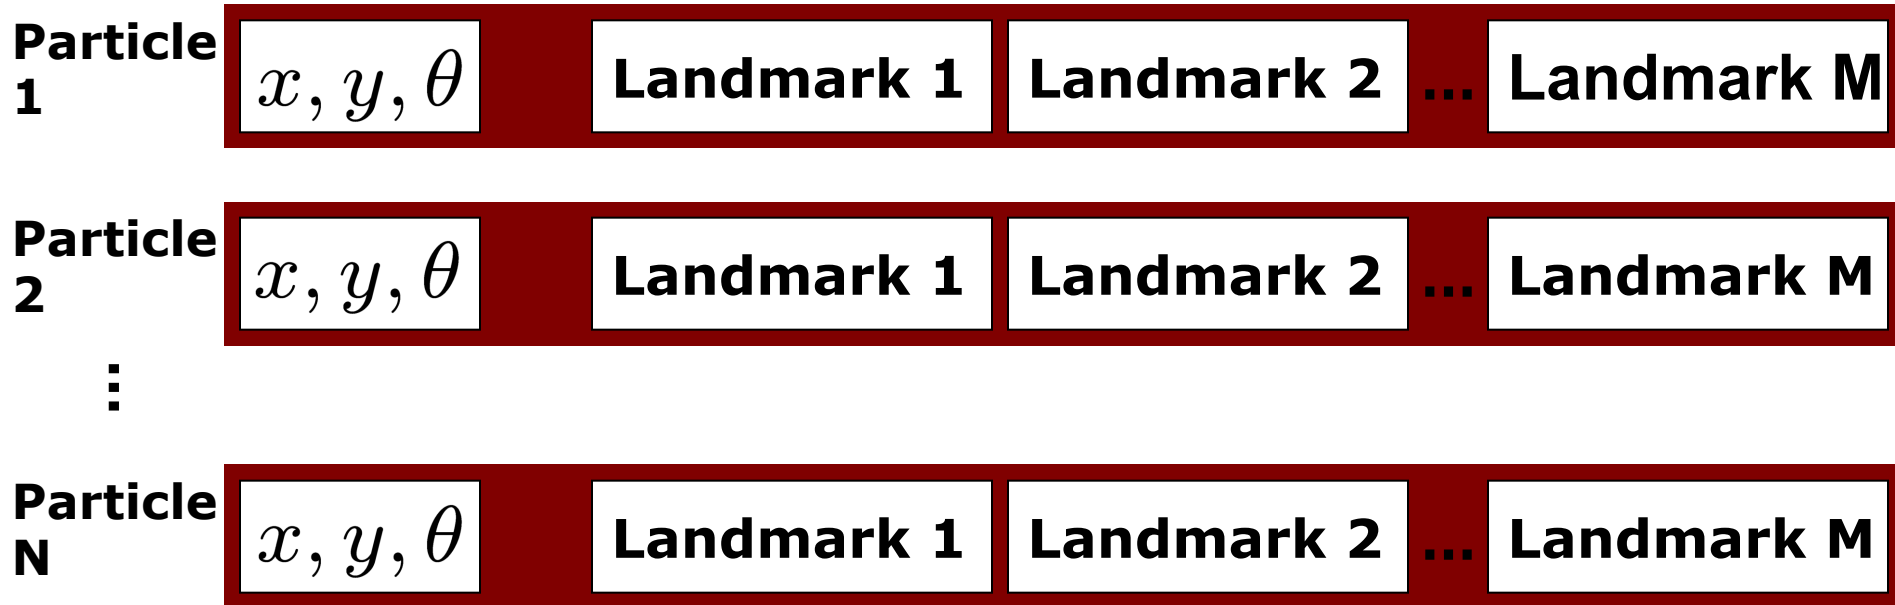 Particle 1 x, y, θ Landmark 1 Landmark 2 ... Landmark M
Particle 2 x, y, θ Landmark 1 Landmark 2 ... Landmark M
⋮
Particle N x, y, θ Landmark 1 Landmark 2 ... Landmark M